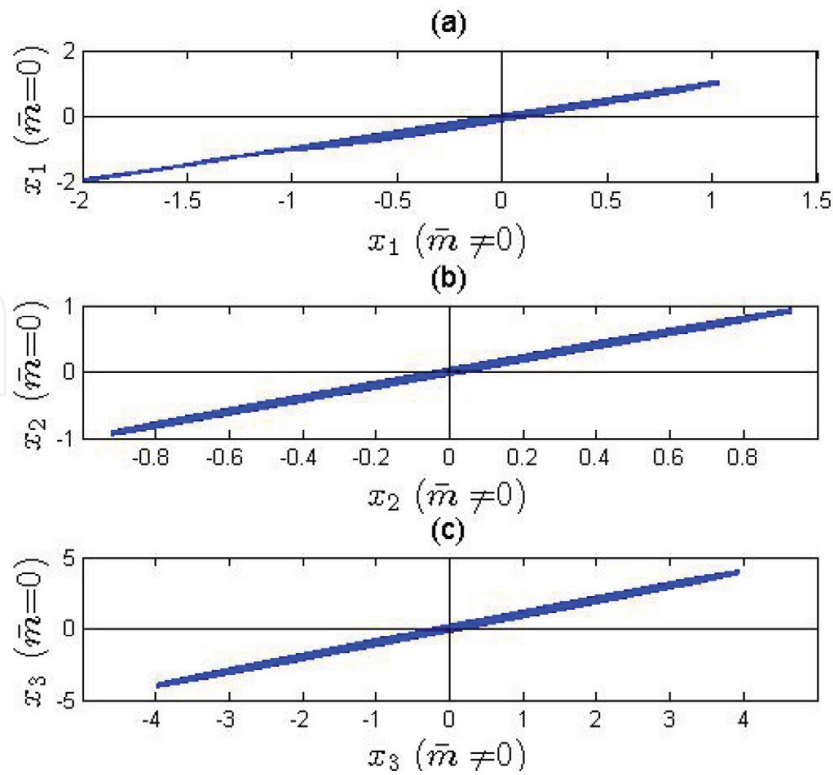 (a)
x₁ (m̄=0)
2
0
-2
-2 -1.5 -1 -0.5 0 0.5 1 1.5
x₁ (m̄ ≠0)
(b)
x₂ (m̄=0)
1
0
-1
-0.8 -0.6 -0.4 -0.2 0 0.2 0.4 0.6 0.8
x₂ (m̄ ≠0)
(c)
x₃ (m̄=0)
5
0
-5
-4 -3 -2 -1 0 1 2 3 4
x₃ (m̄ ≠0)